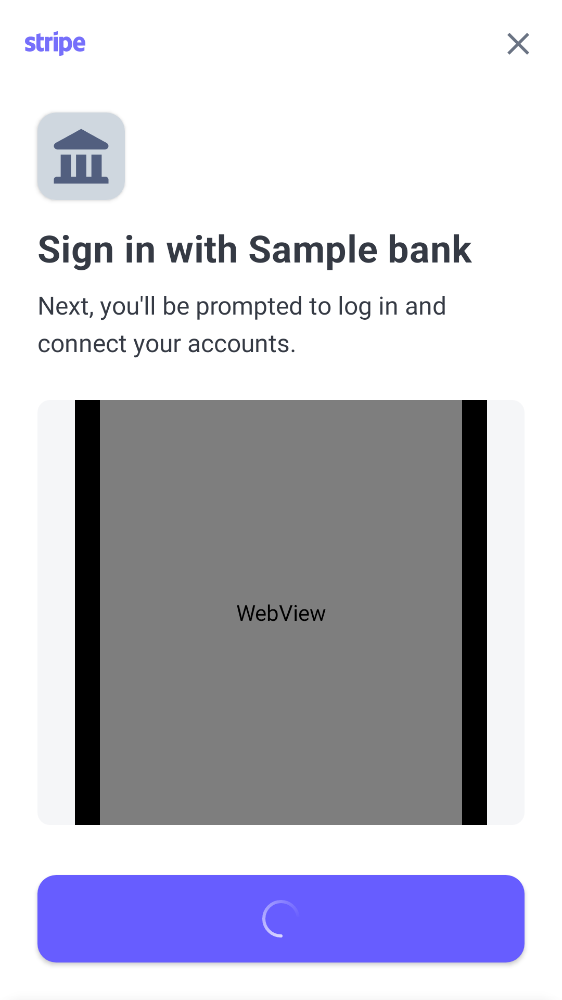 stripe
Sign in with Sample bank
Next, you'll be prompted to log in and
connect your accounts.
WebView